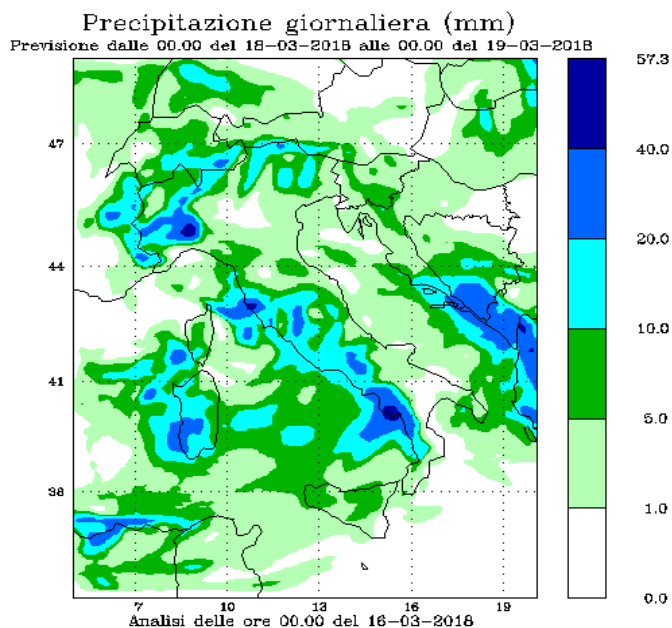 Precipitazione giornaliera (mm)
Previsione dalle 00.00 del 18-03-2018 alle 00.00 del 19-03-2018
57.3
47
40.0
44
20.0
10.0
41
5.0
38
1.0
0.0
7 10 13 16 19
Analisi delle ore 00.00 del 16-03-2018